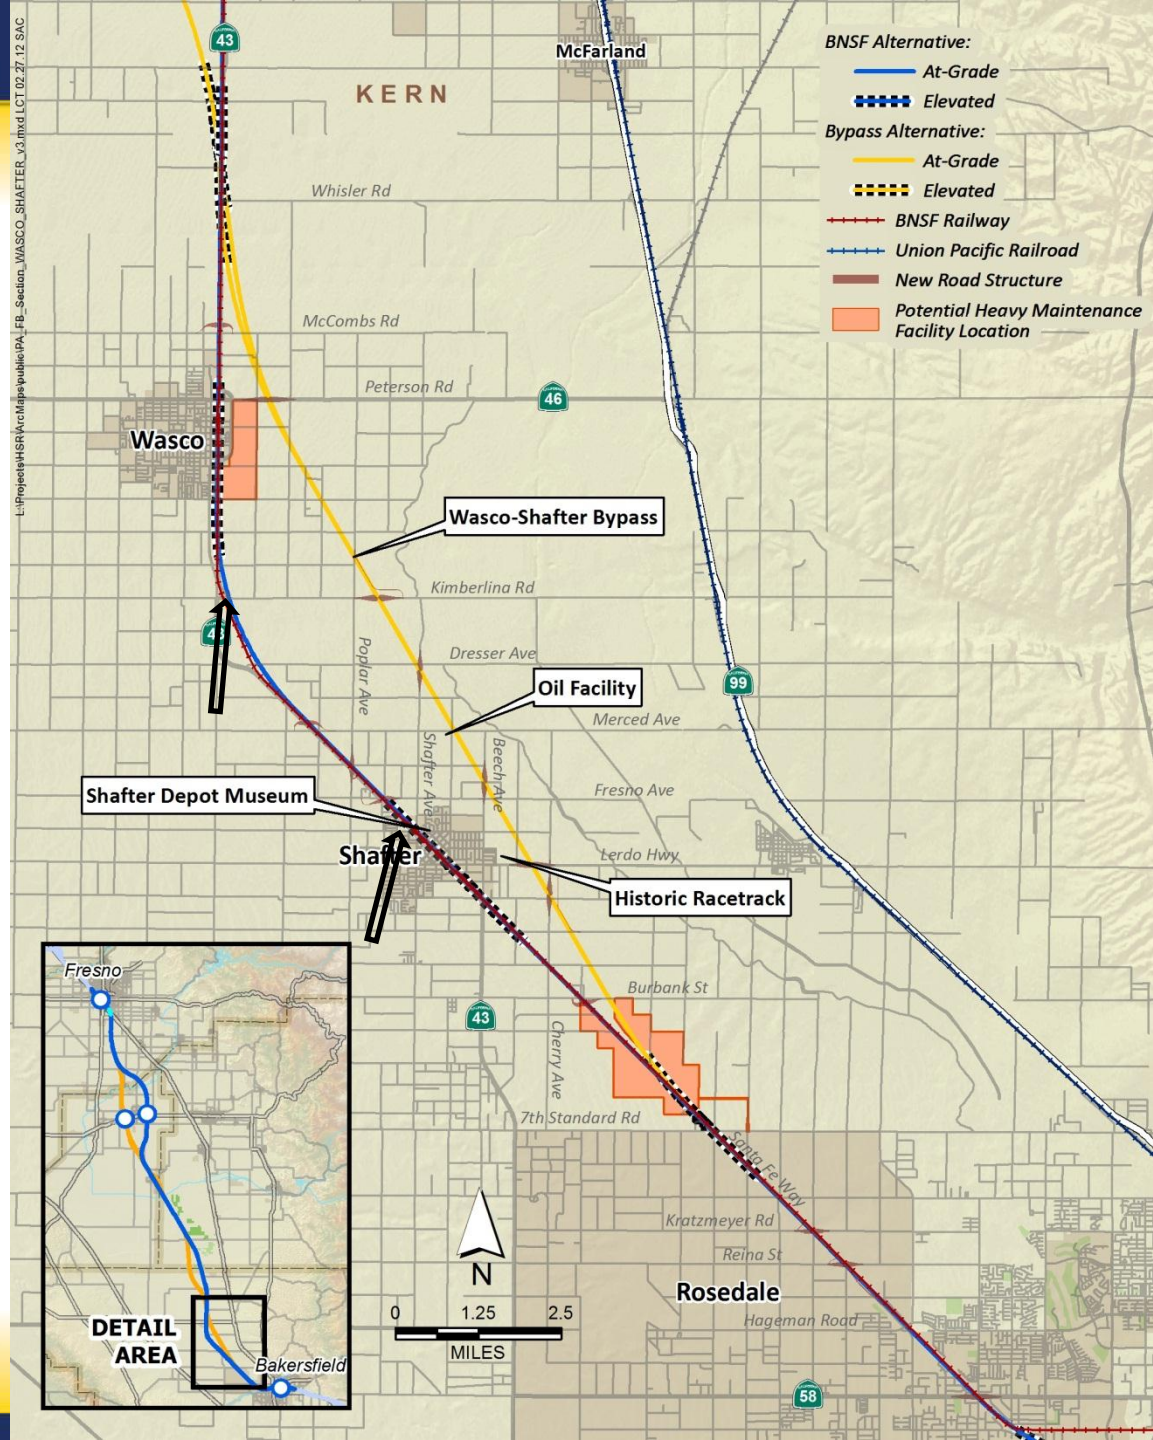 L:\Projects\HSR\ArcMaps\public\PA_FB_Section_WASCO_SHAFTER_v3.mxd LCT 02.27.12 SAC
43
McFarland
KERN
BNSF Alternative:
At-Grade
Elevated
Bypass Alternative:
At-Grade
Elevated
BNSF Railway
Union Pacific Railroad
New Road Structure
Potential Heavy Maintenance
Facility Location
Whisler Rd
McCombs Rd
Peterson Rd
46
Wasco
Wasco-Shafter Bypass
Kimberlina Rd
Poplar Ave
Dresser Ave
Oil Facility
99
Merced Ave
Shafter Ave
Beech Ave
Fresno Ave
Shafter Depot Museum
Shafter
Lerdo Hwy
Historic Racetrack
Burbank St
43
Cherry Ave
7th Standard Rd
Santa Fe Way
Kratzmeyer Rd
Reina St
Rosedale
Hageman Road
58
N
0 1.25 2.5
MILES
Fresno
DETAIL
AREA
Bakersfield